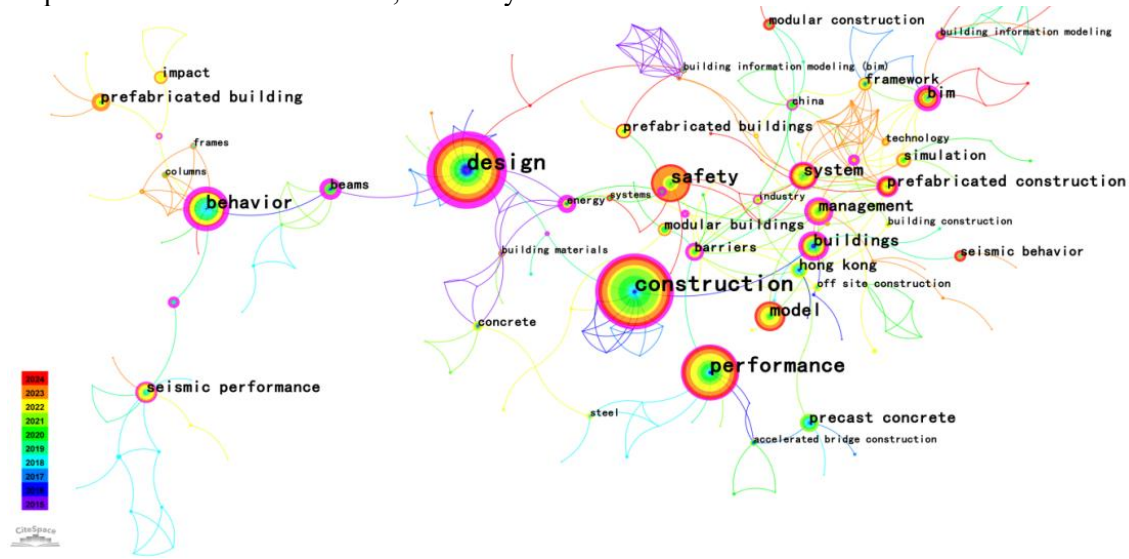 modular construction
building information modeling
impact
building information modeling (bim)
framework
prefabricated building
bim
china
prefabricated buildings
technology
frames
design
simulation
columns
safety
system
prefabricated construction
beams
behavior
energy
systems
industry
management
modular buildings
building construction
building materials
barriers
buildings
seismic behavior
hong kong
construction
off site construction
model
concrete
performance
seismic performance
steel
precast concrete
accelerated bridge construction
2024
2023
2022
2021
2020
2019
2018
2017
2016
2015
CiteSpace